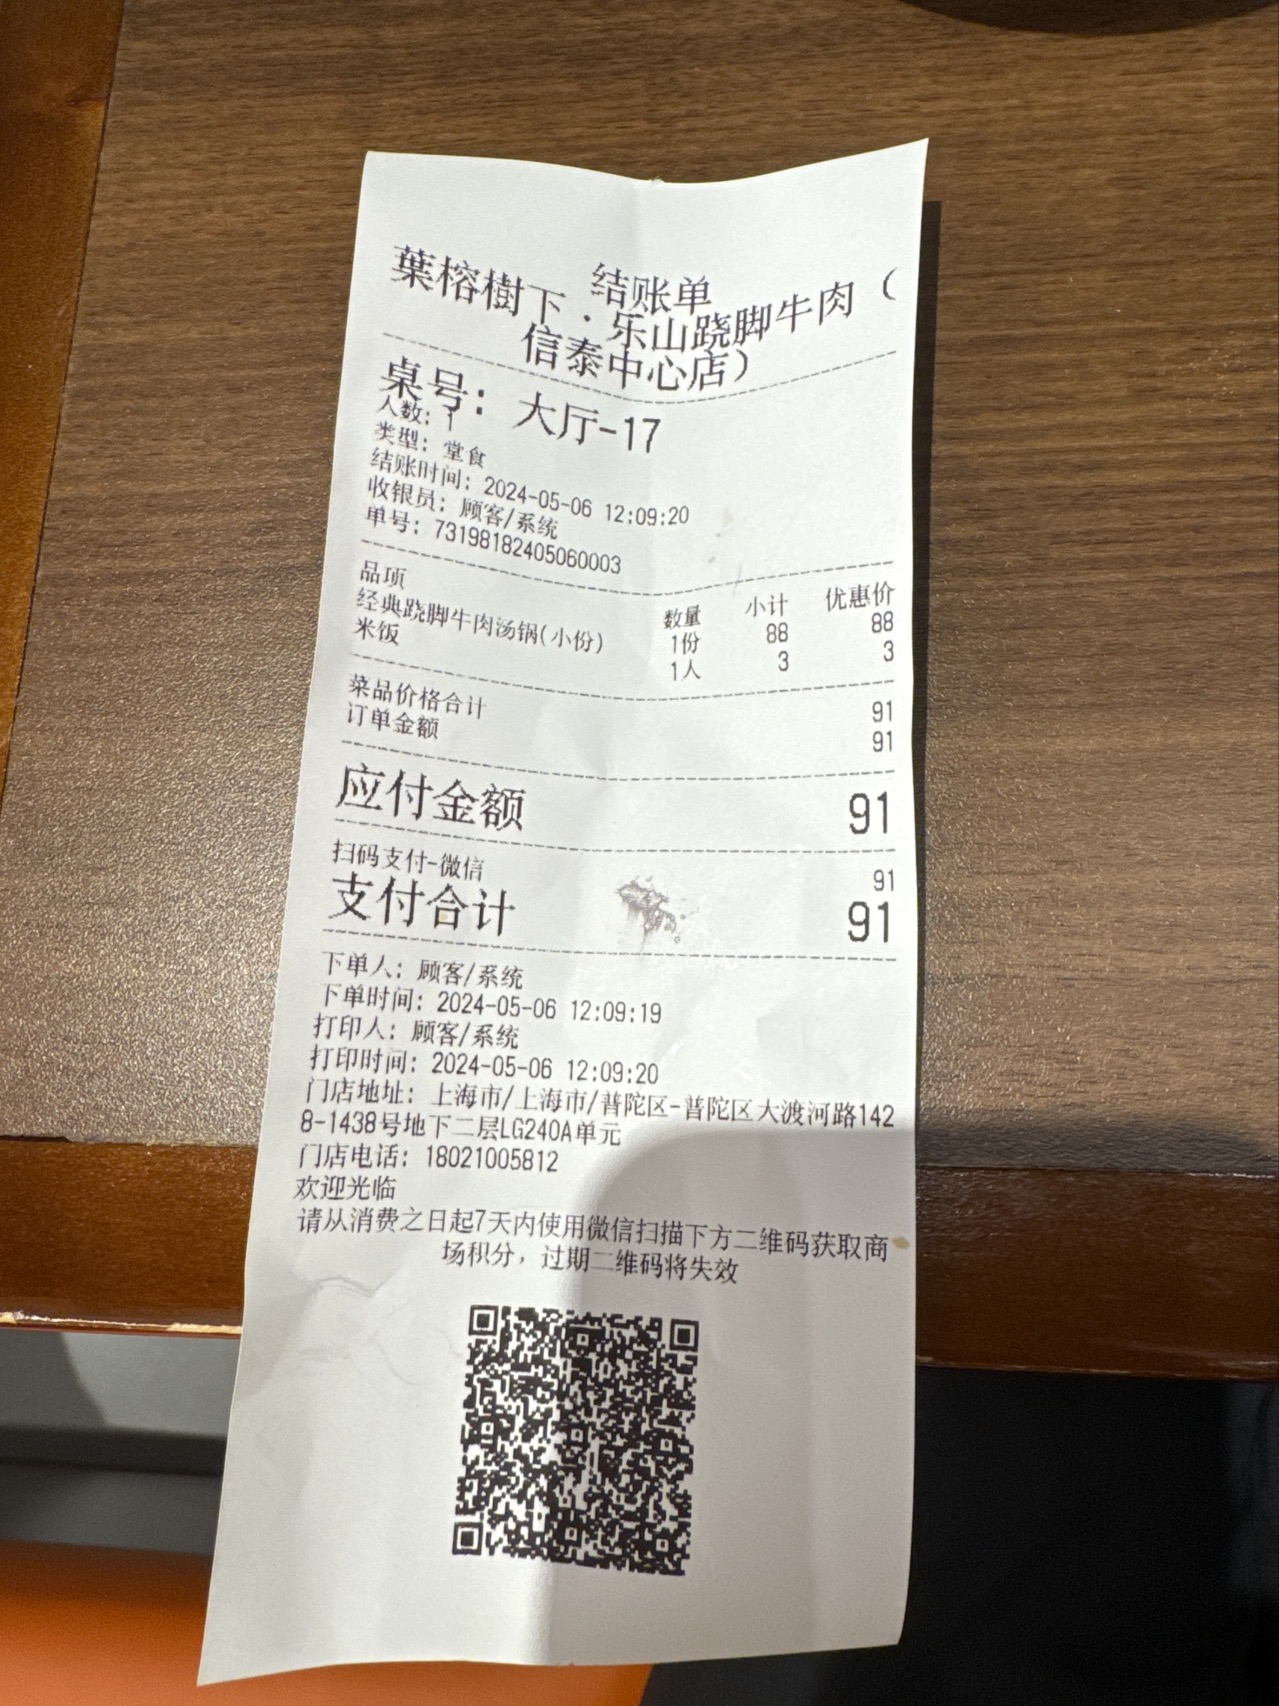 结账单
葉榕樹下·乐山跷脚牛肉（
信泰中心店）
桌号： 大厅-17
人数：1
类型：堂食
结账时间：2024-05-06 12:09:20
收银员：顾客/系统
单号：73198182405060003
品项 数量 小计 优惠价
经典跷脚牛肉汤锅(小份) 1份 88 88
米饭 1人 3 3
菜品价格合计 91
订单金额 91
应付金额 91
扫码支付-微信 91
支付合计 91
下单人：顾客/系统
下单时间：2024-05-06 12:09:19
打印人：顾客/系统
打印时间：2024-05-06 12:09:20
门店地址：上海市/上海市/普陀区-普陀区大渡河路142
8-1438号地下二层LG240A单元
门店电话：18021005812
欢迎光临
请从消费之日起7天内使用微信扫描下方二维码获取商
场积分，过期二维码将失效